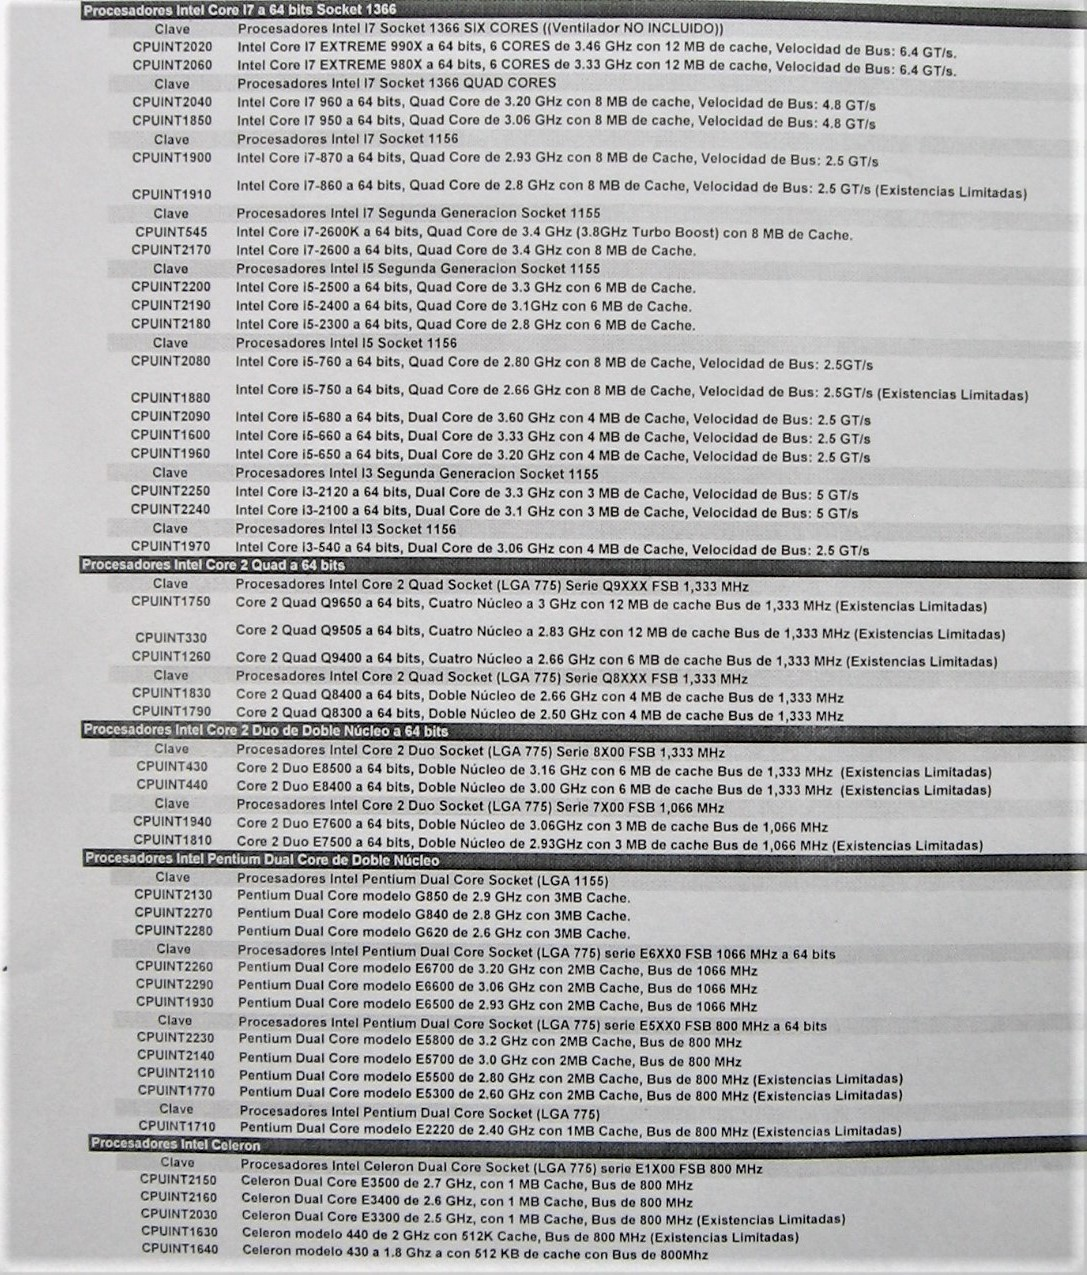 Procesadores Intel Core I7 a 64 bits Socket 1366
Clave Procesadores Intel I7 Socket 1366 SIX CORES ((Ventilador NO INCLUIDO))
CPUINT2020 Intel Core I7 EXTREME 990X a 64 bits, 6 CORES de 3.46 GHz con 12 MB de cache, Velocidad de Bus: 6.4 GT/s.
CPUINT2060 Intel Core I7 EXTREME 980X a 64 bits, 6 CORES de 3.33 GHz con 12 MB de cache, Velocidad de Bus: 6.4 GT/s.
Clave Procesadores Intel I7 Socket 1366 QUAD CORES
CPUINT2040 Intel Core I7 960 a 64 bits, Quad Core de 3.20 GHz con 8 MB de cache, Velocidad de Bus: 4.8 GT/s
CPUINT1850 Intel Core I7 950 a 64 bits, Quad Core de 3.06 GHz con 8 MB de cache, Velocidad de Bus: 4.8 GT/s
Clave Procesadores Intel I7 Socket 1156
CPUINT1900 Intel Core i7-870 a 64 bits, Quad Core de 2.93 GHz con 8 MB de Cache, Velocidad de Bus: 2.5 GT/s
CPUINT1910 Intel Core i7-860 a 64 bits, Quad Core de 2.8 GHz con 8 MB de Cache, Velocidad de Bus: 2.5 GT/s (Existencias Limitadas)
Clave Procesadores Intel I7 Segunda Generacion Socket 1155
CPUINT545 Intel Core i7-2600K a 64 bits, Quad Core de 3.4 GHz (3.8GHz Turbo Boost) con 8 MB de Cache.
CPUINT2170 Intel Core i7-2600 a 64 bits, Quad Core de 3.4 GHz con 8 MB de Cache.
Clave Procesadores Intel I5 Segunda Generacion Socket 1155
CPUINT2200 Intel Core i5-2500 a 64 bits, Quad Core de 3.3 GHz con 6 MB de Cache.
CPUINT2190 Intel Core i5-2400 a 64 bits, Quad Core de 3.1GHz con 6 MB de Cache.
CPUINT2180 Intel Core i5-2300 a 64 bits, Quad Core de 2.8 GHz con 6 MB de Cache.
Clave Procesadores Intel I5 Socket 1156
CPUINT2080 Intel Core i5-760 a 64 bits, Quad Core de 2.80 GHz con 8 MB de Cache, Velocidad de Bus: 2.5GT/s
CPUINT1880 Intel Core i5-750 a 64 bits, Quad Core de 2.66 GHz con 8 MB de Cache, Velocidad de Bus: 2.5GT/s (Existencias Limitadas)
CPUINT2090 Intel Core i5-680 a 64 bits, Dual Core de 3.60 GHz con 4 MB de Cache, Velocidad de Bus: 2.5 GT/s
CPUINT1600 Intel Core i5-660 a 64 bits, Dual Core de 3.33 GHz con 4 MB de Cache, Velocidad de Bus: 2.5 GT/s
CPUINT1960 Intel Core i5-650 a 64 bits, Dual Core de 3.20 GHz con 4 MB de Cache, Velocidad de Bus: 2.5 GT/s
Clave Procesadores Intel I3 Segunda Generacion Socket 1155
CPUINT2250 Intel Core i3-2120 a 64 bits, Dual Core de 3.3 GHz con 3 MB de Cache, Velocidad de Bus: 5 GT/s
CPUINT2240 Intel Core i3-2100 a 64 bits, Dual Core de 3.1 GHz con 3 MB de Cache, Velocidad de Bus: 5 GT/s
Clave Procesadores Intel I3 Socket 1156
CPUINT1970 Intel Core i3-540 a 64 bits, Dual Core de 3.06 GHz con 4 MB de Cache, Velocidad de Bus: 2.5 GT/s
Procesadores Intel Core 2 Quad a 64 bits
Clave Procesadores Intel Core 2 Quad Socket (LGA 775) Serie Q9XXX FSB 1,333 MHz
CPUINT1750 Core 2 Quad Q9650 a 64 bits, Cuatro Núcleo a 3 GHz con 12 MB de cache Bus de 1,333 MHz (Existencias Limitadas)
CPUINT330 Core 2 Quad Q9505 a 64 bits, Cuatro Núcleo a 2.83 GHz con 12 MB de cache Bus de 1,333 MHz (Existencias Limitadas)
CPUINT1260 Core 2 Quad Q9400 a 64 bits, Cuatro Núcleo a 2.66 GHz con 6 MB de cache Bus de 1,333 MHz (Existencias Limitadas)
Clave Procesadores Intel Core 2 Quad Socket (LGA 775) Serie Q8XXX FSB 1,333 MHz
CPUINT1830 Core 2 Quad Q8400 a 64 bits, Doble Núcleo de 2.66 GHz con 4 MB de cache Bus de 1,333 MHz
CPUINT1790 Core 2 Quad Q8300 a 64 bits, Doble Núcleo de 2.50 GHz con 4 MB de cache Bus de 1,333 MHz
Procesadores Intel Core 2 Duo de Doble Núcleo a 64 bits
Clave Procesadores Intel Core 2 Duo Socket (LGA 775) Serie 8X00 FSB 1,333 MHz
CPUINT430 Core 2 Duo E8500 a 64 bits, Doble Núcleo de 3.16 GHz con 6 MB de cache Bus de 1,333 MHz (Existencias Limitadas)
CPUINT440 Core 2 Duo E8400 a 64 bits, Doble Núcleo de 3.00 GHz con 6 MB de cache Bus de 1,333 MHz (Existencias Limitadas)
Clave Procesadores Intel Core 2 Duo Socket (LGA 775) Serie 7X00 FSB 1,066 MHz
CPUINT1940 Core 2 Duo E7600 a 64 bits, Doble Núcleo de 3.06GHz con 3 MB de cache Bus de 1,066 MHz
CPUINT1810 Core 2 Duo E7500 a 64 bits, Doble Núcleo de 2.93GHz con 3 MB de cache Bus de 1,066 MHz (Existencias Limitadas)
Procesadores Intel Pentium Dual Core de Doble Núcleo
Clave Procesadores Intel Pentium Dual Core Socket (LGA 1155)
CPUINT2130 Pentium Dual Core modelo G850 de 2.9 GHz con 3MB Cache.
CPUINT2270 Pentium Dual Core modelo G840 de 2.8 GHz con 3MB Cache.
CPUINT2280 Pentium Dual Core modelo G620 de 2.6 GHz con 3MB Cache.
Clave Procesadores Intel Pentium Dual Core Socket (LGA 775) serie E6XX0 FSB 1066 MHz a 64 bits
CPUINT2260 Pentium Dual Core modelo E6700 de 3.20 GHz con 2MB Cache, Bus de 1066 MHz
CPUINT2290 Pentium Dual Core modelo E6600 de 3.06 GHz con 2MB Cache, Bus de 1066 MHz
CPUINT1930 Pentium Dual Core modelo E6500 de 2.93 GHz con 2MB Cache, Bus de 1066 MHz
Clave Procesadores Intel Pentium Dual Core Socket (LGA 775) serie E5XX0 FSB 800 MHz a 64 bits
CPUINT2230 Pentium Dual Core modelo E5800 de 3.2 GHz con 2MB Cache, Bus de 800 MHz
CPUINT2140 Pentium Dual Core modelo E5700 de 3.0 GHz con 2MB Cache, Bus de 800 MHz
CPUINT2110 Pentium Dual Core modelo E5500 de 2.80 GHz con 2MB Cache, Bus de 800 MHz (Existencias Limitadas)
CPUINT1770 Pentium Dual Core modelo E5300 de 2.60 GHz con 2MB Cache, Bus de 800 MHz (Existencias Limitadas)
Clave Procesadores Intel Pentium Dual Core Socket (LGA 775)
CPUINT1710 Pentium Dual Core modelo E2220 de 2.40 GHz con 1MB Cache, Bus de 800 MHz (Existencias Limitadas)
Procesadores Intel Celeron
Clave Procesadores Intel Celeron Dual Core Socket (LGA 775) serie E1X00 FSB 800 MHz
CPUINT2150 Celeron Dual Core E3500 de 2.7 GHz, con 1 MB Cache, Bus de 800 MHz
CPUINT2160 Celeron Dual Core E3400 de 2.6 GHz, con 1 MB Cache, Bus de 800 MHz
CPUINT2030 Celeron Dual Core E3300 de 2.5 GHz, con 1 MB Cache, Bus de 800 MHz (Existencias Limitadas)
CPUINT1630 Celeron modelo 440 de 2 GHz con 512K Cache, Bus de 800 MHz (Existencias Limitadas)
CPUINT1640 Celeron modelo 430 a 1.8 Ghz a con 512 KB de cache con Bus de 800Mhz